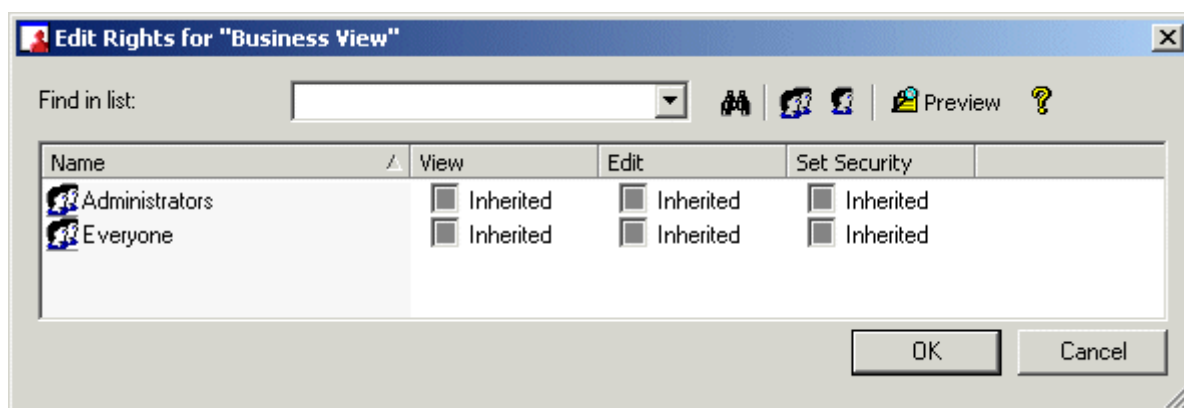 Edit Rights for "Business View"
Find in list:
Preview
Name View Edit Set Security
Administrators Inherited Inherited Inherited
Everyone Inherited Inherited Inherited
OK Cancel